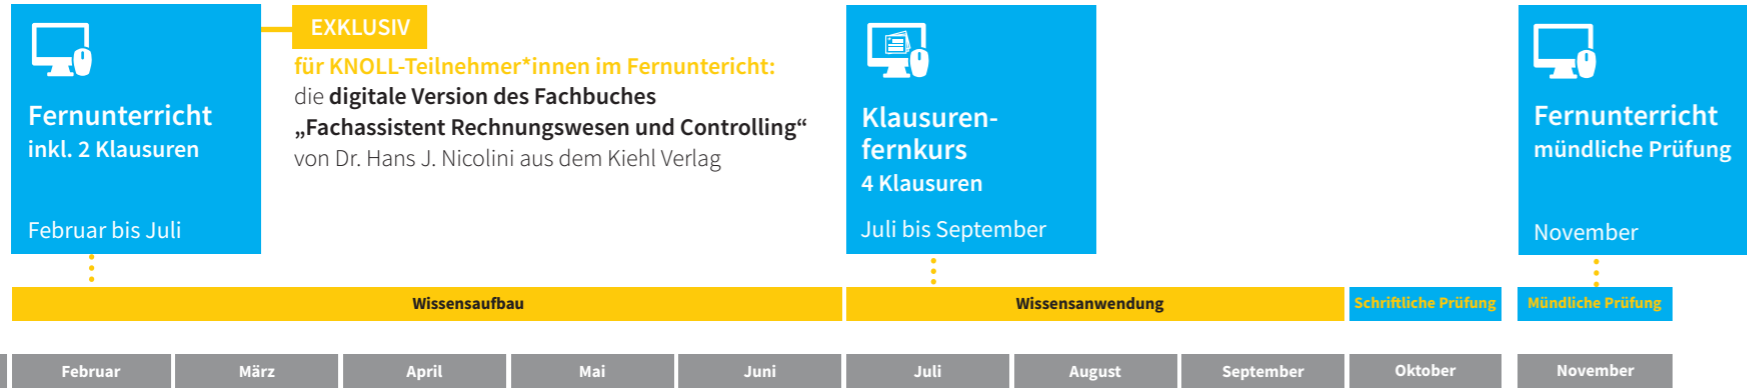 EXKLUSIV
für KNOLL-Teilnehmer*innen im Fernuntericht:
die digitale Version des Fachbuches
„Fachassistent Rechnungswesen und Controlling“
von Dr. Hans J. Nicolini aus dem Kiehl Verlag
Fernunterricht
inkl. 2 Klausuren
Februar bis Juli
Klausuren-
fernkurs
4 Klausuren
Juli bis September
Fernunterricht
mündliche Prüfung
November
Wissensaufbau
Wissensanwendung
Schriftliche Prüfung
Mündliche Prüfung
Februar
März
April
Mai
Juni
Juli
August
September
Oktober
November